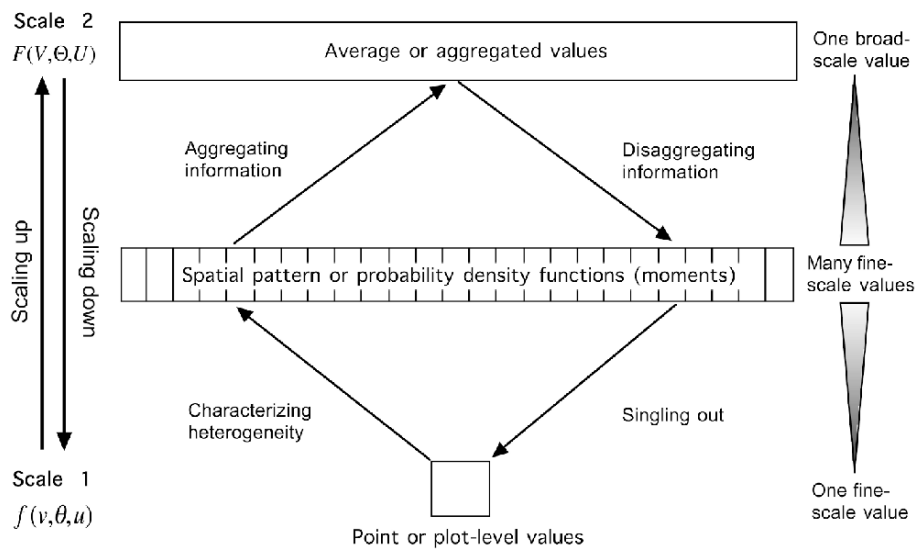 Scale 2
F(V,Θ,U)
Average or aggregated values
One broad-
scale value
Aggregating
information
Disaggregating
information
Scaling up
Scaling down
Spatial pattern or probability density functions (moments)
Many fine-
scale values
Characterizing
heterogeneity
Singling out
Scale 1
f(v,θ,u)
Point or plot-level values
One fine-
scale value